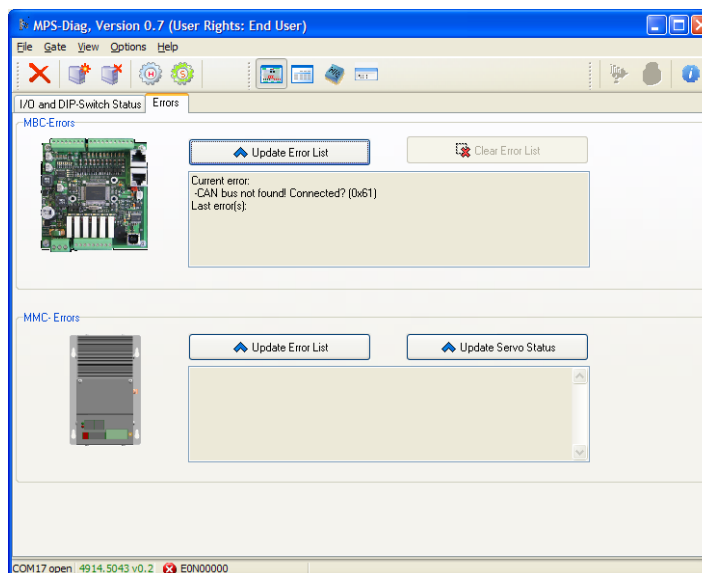 MPS-Diag, Version 0.7 (User Rights: End User)
File Gate View Options Help
H S
I/O and DIP-Switch Status Errors
MBC-Errors
Update Error List Clear Error List
Current error:
-CAN bus not found! Connected? (0x61)
Last error(s):
MMC- Errors
Update Error List Update Servo Status
COM17 open 4914.5043 v0.2 E0N00000